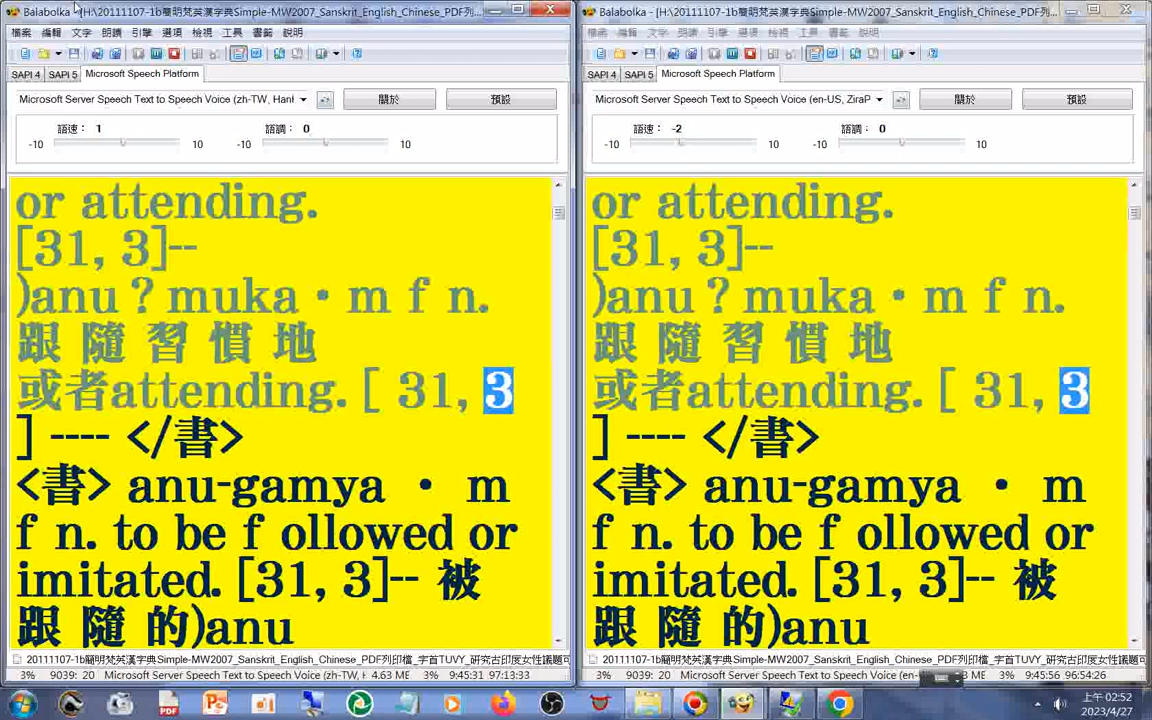 Balabolka - [H:\20111107-1b簡明梵英漢字典Simple-MW2007_Sanskrit_English_Chinese_PDF列...
檔案 編輯 文字 朗讀 引擎 選項 檢視 工具 書籤 說明
SAPI 4 SAPI 5 Microsoft Speech Platform
Microsoft Server Speech Text to Speech Voice (zh-TW, Hanl 關於 預設
語速： 1 語調： 0
-10 10 -10 10
or attending.
[31, 3]--
)anu？muka‧m f n.
跟 隨 習 慣 地
或者attending. [ 31, 3
] ---- </書>
<書> anu-gamya ‧ m
f n. to be f ollowed or
imitated. [31, 3]-- 被
跟 隨 的)anu
20111107-1b簡明梵英漢字典Simple-MW2007_Sanskrit_English_Chinese_PDF列印檔_字首TUVY_研究古印度女性議題可
3% 9039: 20 Microsoft Server Speech Text to Speech Voice (zh-TW, H 4.63 MB 3% 9:45:31 97:13:33
Balabolka - [H:\20111107-1b簡明梵英漢字典Simple-MW2007_Sanskrit_English_Chinese_PDF列...
檔案 編輯 文字 朗讀 引擎 選項 檢視 工具 書籤 說明
SAPI 4 SAPI 5 Microsoft Speech Platform
Microsoft Server Speech Text to Speech Voice (en-US, ZiraP 關於 預設
語速： -2 語調： 0
-10 10 -10 10
or attending.
[31, 3]--
)anu？muka‧m f n.
跟 隨 習 慣 地
或者attending. [ 31, 3
] ---- </書>
<書> anu-gamya ‧ m
f n. to be f ollowed or
imitated. [31, 3]-- 被
跟 隨 的)anu
20111107-1b簡明梵英漢字典Simple-MW2007_Sanskrit_English_Chinese_PDF列印檔_字首TUVY_研究古印度女性議題可
3% 9039: 20 Microsoft Server Speech Text to Speech Voice 3% 9:45:56 96:54:26
上午 02:52
2023/4/27